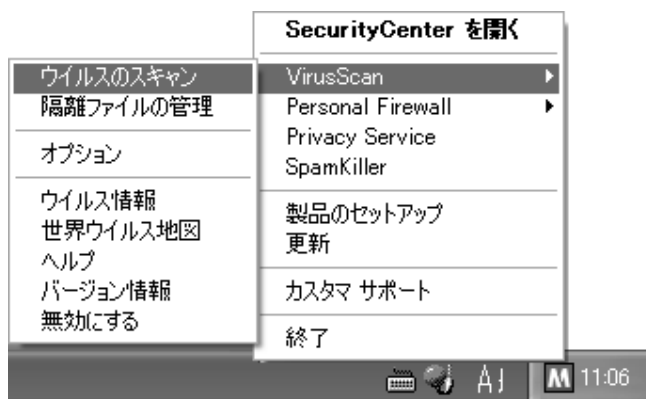 SecurityCenter を開く
VirusScan
Personal Firewall
Privacy Service
SpamKiller
製品のセットアップ
更新
カスタマ サポート
終了
ウイルスのスキャン
隔離ファイルの管理
オプション
ウイルス情報
世界ウイルス地図
ヘルプ
バージョン情報
無効にする
M 11:06